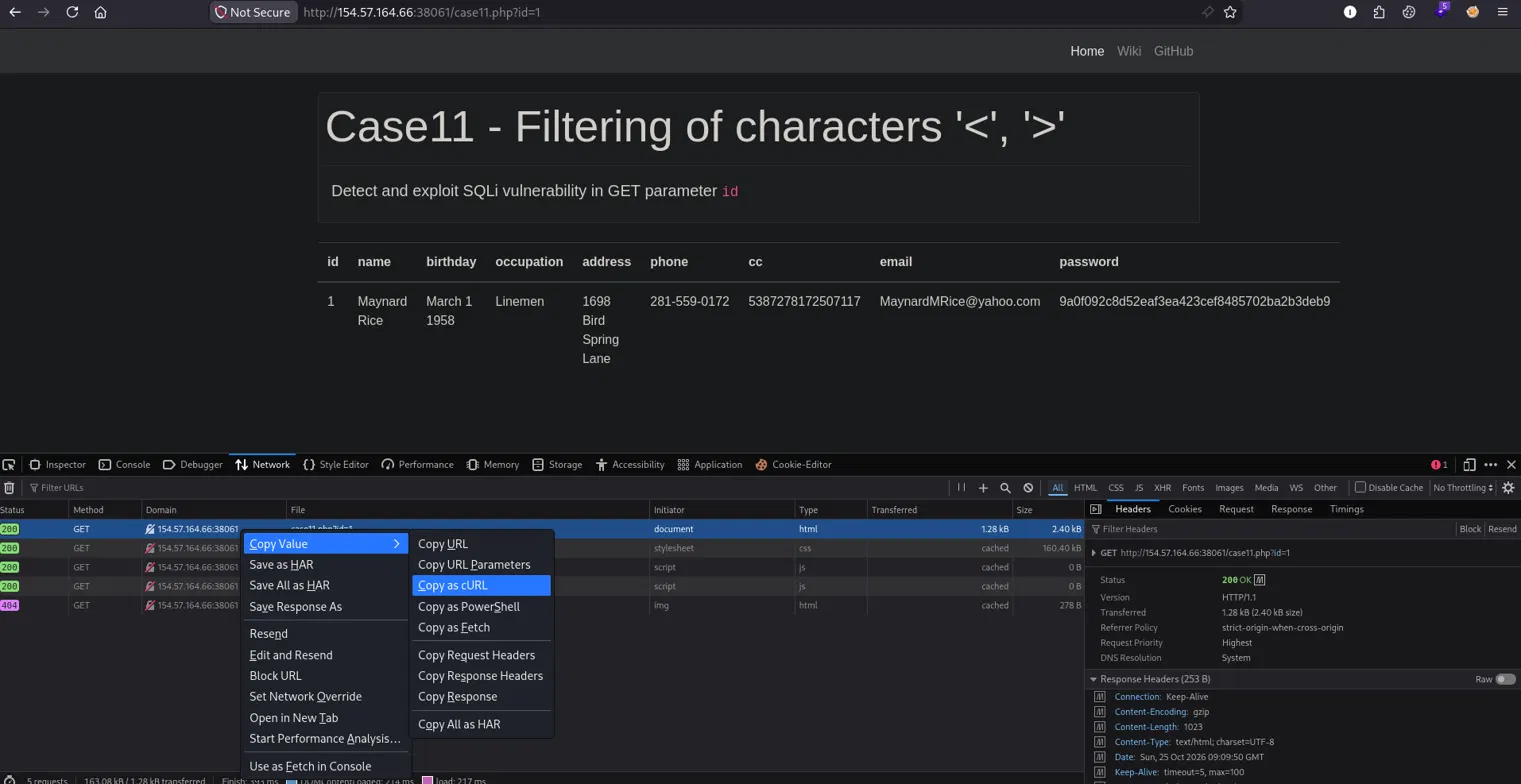 Not Secure http://154.57.164.66:38061/case11.php?id=1 5
Home Wiki GitHub
Case11 - Filtering of characters '<', '>'
Detect and exploit SQLi vulnerability in GET parameter id
id name birthday occupation address phone cc email password
1 Maynard March 1 Linemen 1698 281-559-0172 5387278172507117 MaynardMRice@yahoo.com 9a0f092c8d52eaf3ea423cef8485702ba2b3deb9
Rice 1958 Bird
Spring
Lane
Inspector Console Debugger Network Style Editor Performance Memory Storage Accessibility Application Cookie-Editor 1
Filter URLs All HTML CSS JS XHR Fonts Images Media WS Other Disable Cache No Throttling
Status Method Domain File Initiator Type Transferred Size
200 GET 154.57.164.66:38061 case11.php?id=1 document html 1.28 kB 2.40 kB
200 GET 154.57.164.66:38061 stylesheet css cached 160.40 kB
200 GET 154.57.164.66:38061 script js cached 0 B
200 GET 154.57.164.66:38061 script js cached 0 B
404 GET 154.57.164.66:38061 img html cached 278 B
Copy Value
Save as HAR
Save All as HAR
Save Response As
Resend
Edit and Resend
Block URL
Set Network Override
Open in New Tab
Start Performance Analysis…
Use as Fetch in Console
Copy URL
Copy URL Parameters
Copy as cURL
Copy as PowerShell
Copy as Fetch
Copy Request Headers
Copy Response Headers
Copy Response
Copy All as HAR
Headers Cookies Request Response Timings
Filter Headers Block Resend
GET http://154.57.164.66:38061/case11.php?id=1
Status 200 OK
Version HTTP/1.1
Transferred 1.28 kB (2.40 kB size)
Referrer Policy strict-origin-when-cross-origin
Request Priority Highest
DNS Resolution System
Response Headers (253 B) Raw
Connection: Keep-Alive
Content-Encoding: gzip
Content-Length: 1023
Content-Type: text/html; charset=UTF-8
Date: Sun, 25 Oct 2026 09:09:50 GMT
Keep-Alive: timeout=5, max=100
5 requests 163.08 kB / 1.28 kB transferred Finish: load: 217 ms